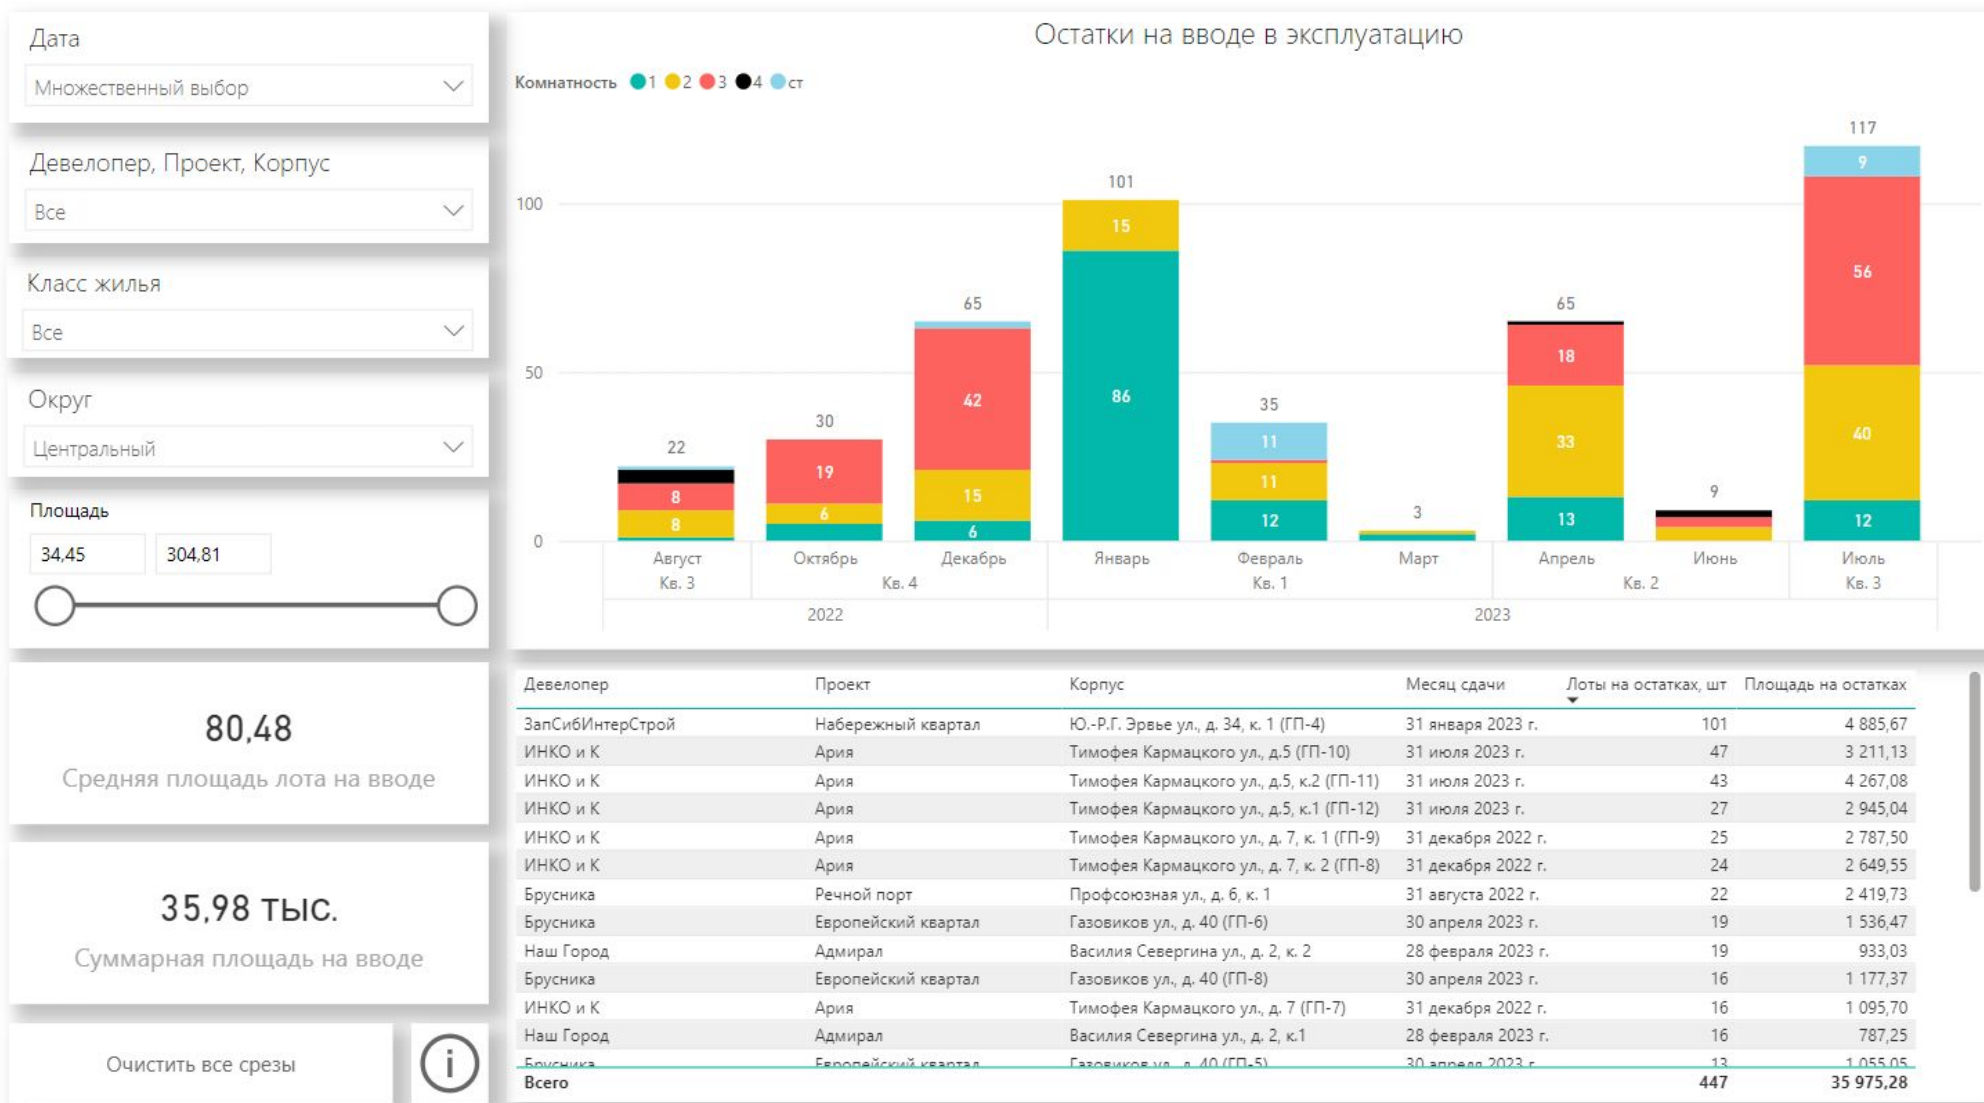 Дата
Множественный выбор
Девелопер, Проект, Корпус
Все
Класс жилья
Все
Округ
Центральный
Площадь
34,45 304,81
80,48
Средняя площадь лота на вводе
35,98 тыс.
Суммарная площадь на вводе
Очистить все срезы
i
Остатки на вводе в эксплуатацию
Комнатность 1 2 3 4 ст
100
50
0
22
8
8
30
19
6
65
42
15
6
101
15
86
35
11
11
12
3
65
18
33
13
9
117
9
56
40
12
Август Октябрь Декабрь Январь Февраль Март Апрель Июнь Июль
Кв. 3 Кв. 4 Кв. 1 Кв. 2 Кв. 3
2022 2023
Девелопер Проект Корпус Месяц сдачи Лоты на остатках, шт Площадь на остатках
ЗапСибИнтерСтрой Набережный квартал Ю.-Р.Г. Эрвье ул., д. 34, к. 1 (ГП-4) 31 января 2023 г. 101 4 885,67
ИНКО и К Ария Тимофея Кармацкого ул., д.5 (ГП-10) 31 июля 2023 г. 47 3 211,13
ИНКО и К Ария Тимофея Кармацкого ул., д.5, к.2 (ГП-11) 31 июля 2023 г. 43 4 267,08
ИНКО и К Ария Тимофея Кармацкого ул., д.5, к.1 (ГП-12) 31 июля 2023 г. 27 2 945,04
ИНКО и К Ария Тимофея Кармацкого ул., д. 7, к. 1 (ГП-9) 31 декабря 2022 г. 25 2 787,50
ИНКО и К Ария Тимофея Кармацкого ул., д. 7, к. 2 (ГП-8) 31 декабря 2022 г. 24 2 649,55
Брусника Речной порт Профсоюзная ул., д. 6, к. 1 31 августа 2022 г. 22 2 419,73
Брусника Европейский квартал Газовиков ул., д. 40 (ГП-6) 30 апреля 2023 г. 19 1 536,47
Наш Город Адмирал Василия Севергина ул., д. 2, к. 2 28 февраля 2023 г. 19 933,03
Брусника Европейский квартал Газовиков ул., д. 40 (ГП-8) 30 апреля 2023 г. 16 1 177,37
ИНКО и К Ария Тимофея Кармацкого ул., д. 7 (ГП-7) 31 декабря 2022 г. 16 1 095,70
Наш Город Адмирал Василия Севергина ул., д. 2, к.1 28 февраля 2023 г. 16 787,25
Брусника Европейский квартал Газовиков ул., д. 40 (ГП-5) 30 апреля 2023 г. 13 1 055,05
Всего 447 35 975,28